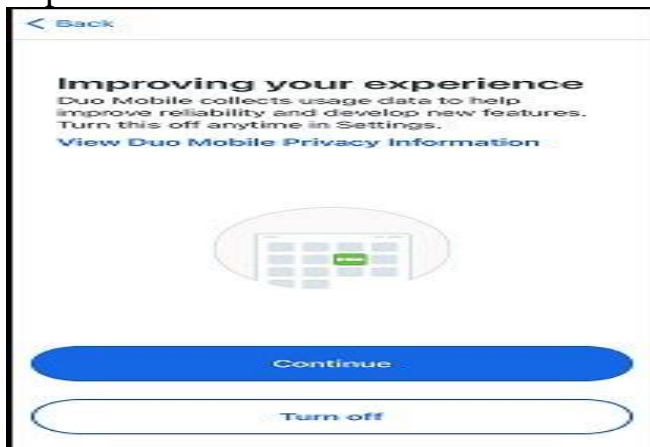 < Back
Improving your experience
Duo Mobile collects usage data to help
improve reliability and develop new features.
Turn this off anytime in Settings.
View Duo Mobile Privacy Information
Continue
Turn off